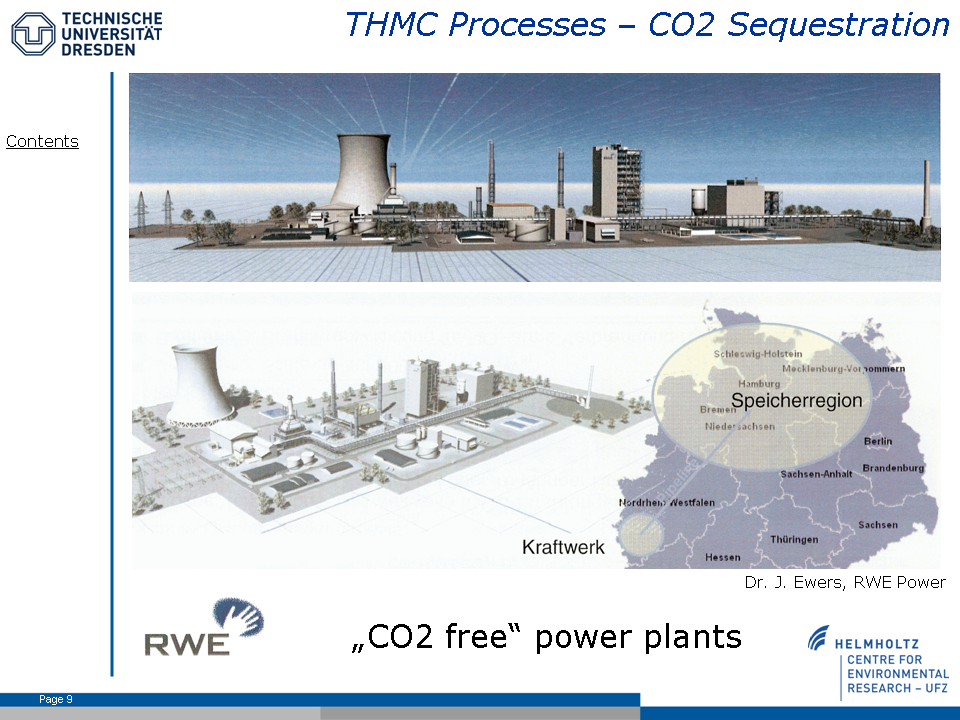 TECHNISCHE
UNIVERSITÄT
DRESDEN
THMC Processes – CO2 Sequestration
Contents
Schleswig-Holstein
Mecklenburg-Vorpommern
Hamburg
Speicherregion
Bremen
Niedersachsen
Berlin
Brandenburg
Sachsen-Anhalt
Nordrhein Westfalen
Sachsen
Thüringen
Kraftwerk
Hessen
Dr. J. Ewers, RWE Power
RWE
„CO2 free“ power plants
HELMHOLTZ
CENTRE FOR
ENVIRONMENTAL
RESEARCH – UFZ
Page 9